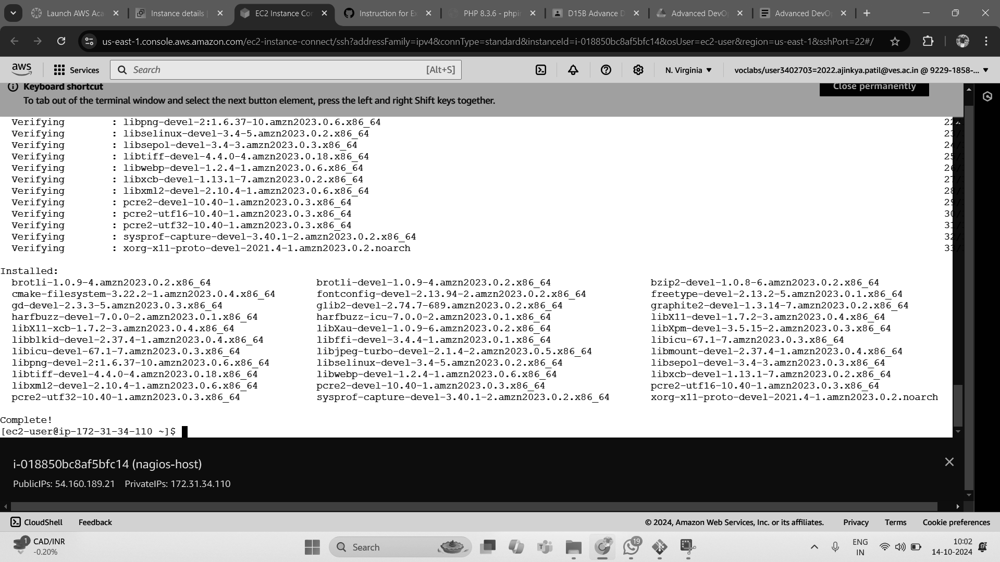 Launch AWS Aca
Instance details |
EC2 Instance Con
Instruction for Ex
PHP 8.3.6 - phpin
D15B Advance D
Advanced DevOp
Advanced DevOp
us-east-1.console.aws.amazon.com/ec2-instance-connect/ssh?addressFamily=ipv4&connType=standard&instanceId=i-018850bc8af5bfc14&osUser=ec2-user&region=us-east-1&sshPort=22#/
aws Services Search [Alt+S] N. Virginia voclabs/user3402703=2022.ajinkya.patil@ves.ac.in @ 9229-1858-...
Keyboard shortcut Close permanently
To tab out of the terminal window and select the next button element, press the left and right Shift keys together.
Verifying : libpng-devel-2:1.6.37-10.amzn2023.0.6.x86_64 22/
Verifying : libselinux-devel-3.4-5.amzn2023.0.2.x86_64 23/
Verifying : libsepol-devel-3.4-3.amzn2023.0.3.x86_64 24/
Verifying : libtiff-devel-4.4.0-4.amzn2023.0.18.x86_64 25/
Verifying : libwebp-devel-1.2.4-1.amzn2023.0.6.x86_64 26/
Verifying : libxcb-devel-1.13.1-7.amzn2023.0.2.x86_64 27/
Verifying : libxml2-devel-2.10.4-1.amzn2023.0.6.x86_64 28/
Verifying : pcre2-devel-10.40-1.amzn2023.0.3.x86_64 29/
Verifying : pcre2-utf16-10.40-1.amzn2023.0.3.x86_64 30/
Verifying : pcre2-utf32-10.40-1.amzn2023.0.3.x86_64 31/
Verifying : sysprof-capture-devel-3.40.1-2.amzn2023.0.2.x86_64 32/
Verifying : xorg-x11-proto-devel-2021.4-1.amzn2023.0.2.noarch 33/
Installed:
brotli-1.0.9-4.amzn2023.0.2.x86_64 brotli-devel-1.0.9-4.amzn2023.0.2.x86_64 bzip2-devel-1.0.8-6.amzn2023.0.2.x86_64
cmake-filesystem-3.22.2-1.amzn2023.0.4.x86_64 fontconfig-devel-2.13.94-2.amzn2023.0.2.x86_64 freetype-devel-2.13.2-5.amzn2023.0.1.x86_64
gd-devel-2.3.3-5.amzn2023.0.3.x86_64 glib2-devel-2.74.7-689.amzn2023.0.2.x86_64 graphite2-devel-1.3.14-7.amzn2023.0.2.x86_64
harfbuzz-devel-7.0.0-2.amzn2023.0.1.x86_64 harfbuzz-icu-7.0.0-2.amzn2023.0.1.x86_64 libX11-devel-1.7.2-3.amzn2023.0.4.x86_64
libX11-xcb-1.7.2-3.amzn2023.0.4.x86_64 libXau-devel-1.0.9-6.amzn2023.0.2.x86_64 libXpm-devel-3.5.15-2.amzn2023.0.3.x86_64
libblkid-devel-2.37.4-1.amzn2023.0.4.x86_64 libffi-devel-3.4.4-1.amzn2023.0.1.x86_64 libicu-67.1-7.amzn2023.0.3.x86_64
libicu-devel-67.1-7.amzn2023.0.3.x86_64 libjpeg-turbo-devel-2.1.4-2.amzn2023.0.5.x86_64 libmount-devel-2.37.4-1.amzn2023.0.4.x86_64
libpng-devel-2:1.6.37-10.amzn2023.0.6.x86_64 libselinux-devel-3.4-5.amzn2023.0.2.x86_64 libsepol-devel-3.4-3.amzn2023.0.3.x86_64
libtiff-devel-4.4.0-4.amzn2023.0.18.x86_64 libwebp-devel-1.2.4-1.amzn2023.0.6.x86_64 libxcb-devel-1.13.1-7.amzn2023.0.2.x86_64
libxml2-devel-2.10.4-1.amzn2023.0.6.x86_64 pcre2-devel-10.40-1.amzn2023.0.3.x86_64 pcre2-utf16-10.40-1.amzn2023.0.3.x86_64
pcre2-utf32-10.40-1.amzn2023.0.3.x86_64 sysprof-capture-devel-3.40.1-2.amzn2023.0.2.x86_64 xorg-x11-proto-devel-2021.4-1.amzn2023.0.2.noarch
Complete!
[ec2-user@ip-172-31-34-110 ~]$
i-018850bc8af5bfc14 (nagios-host)
PublicIPs: 54.160.189.21 PrivateIPs: 172.31.34.110
CloudShell Feedback © 2024, Amazon Web Services, Inc. or its affiliates. Privacy Terms Cookie preferences
1 CAD/INR
-0.20%
Search
19
ENG
IN
10:02
14-10-2024